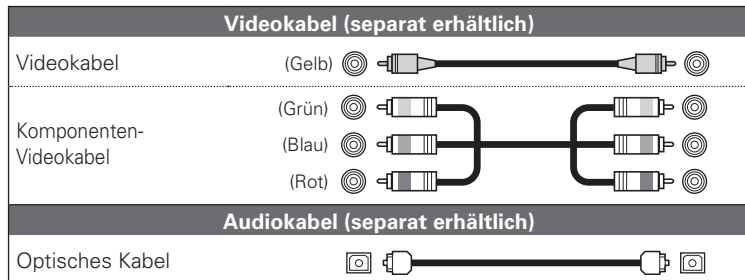 Videokabel (separat erhältlich)
Videokabel
(Gelb)
(Grün)
Komponenten-
Videokabel
(Blau)
(Rot)
Audiokabel (separat erhältlich)
Optisches Kabel